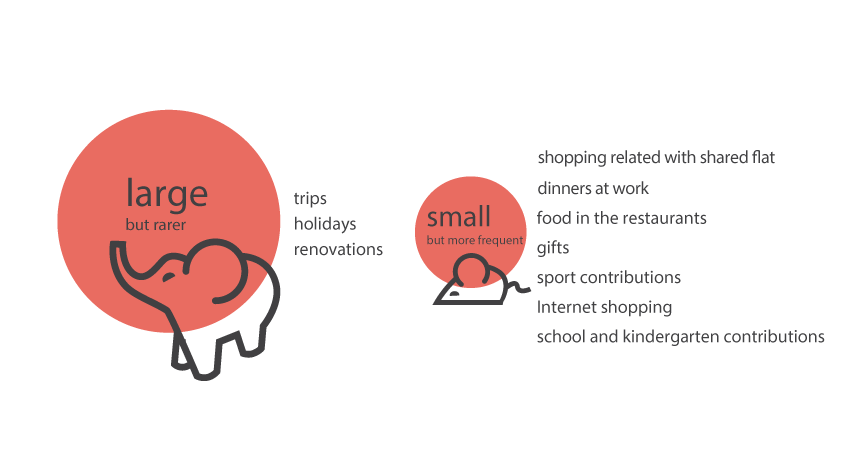 large
but rarer
trips
holidays
renovations
small
but more frequent
shopping related with shared flat
dinners at work
food in the restaurants
gifts
sport contributions
Internet shopping
school and kindergarten contributions